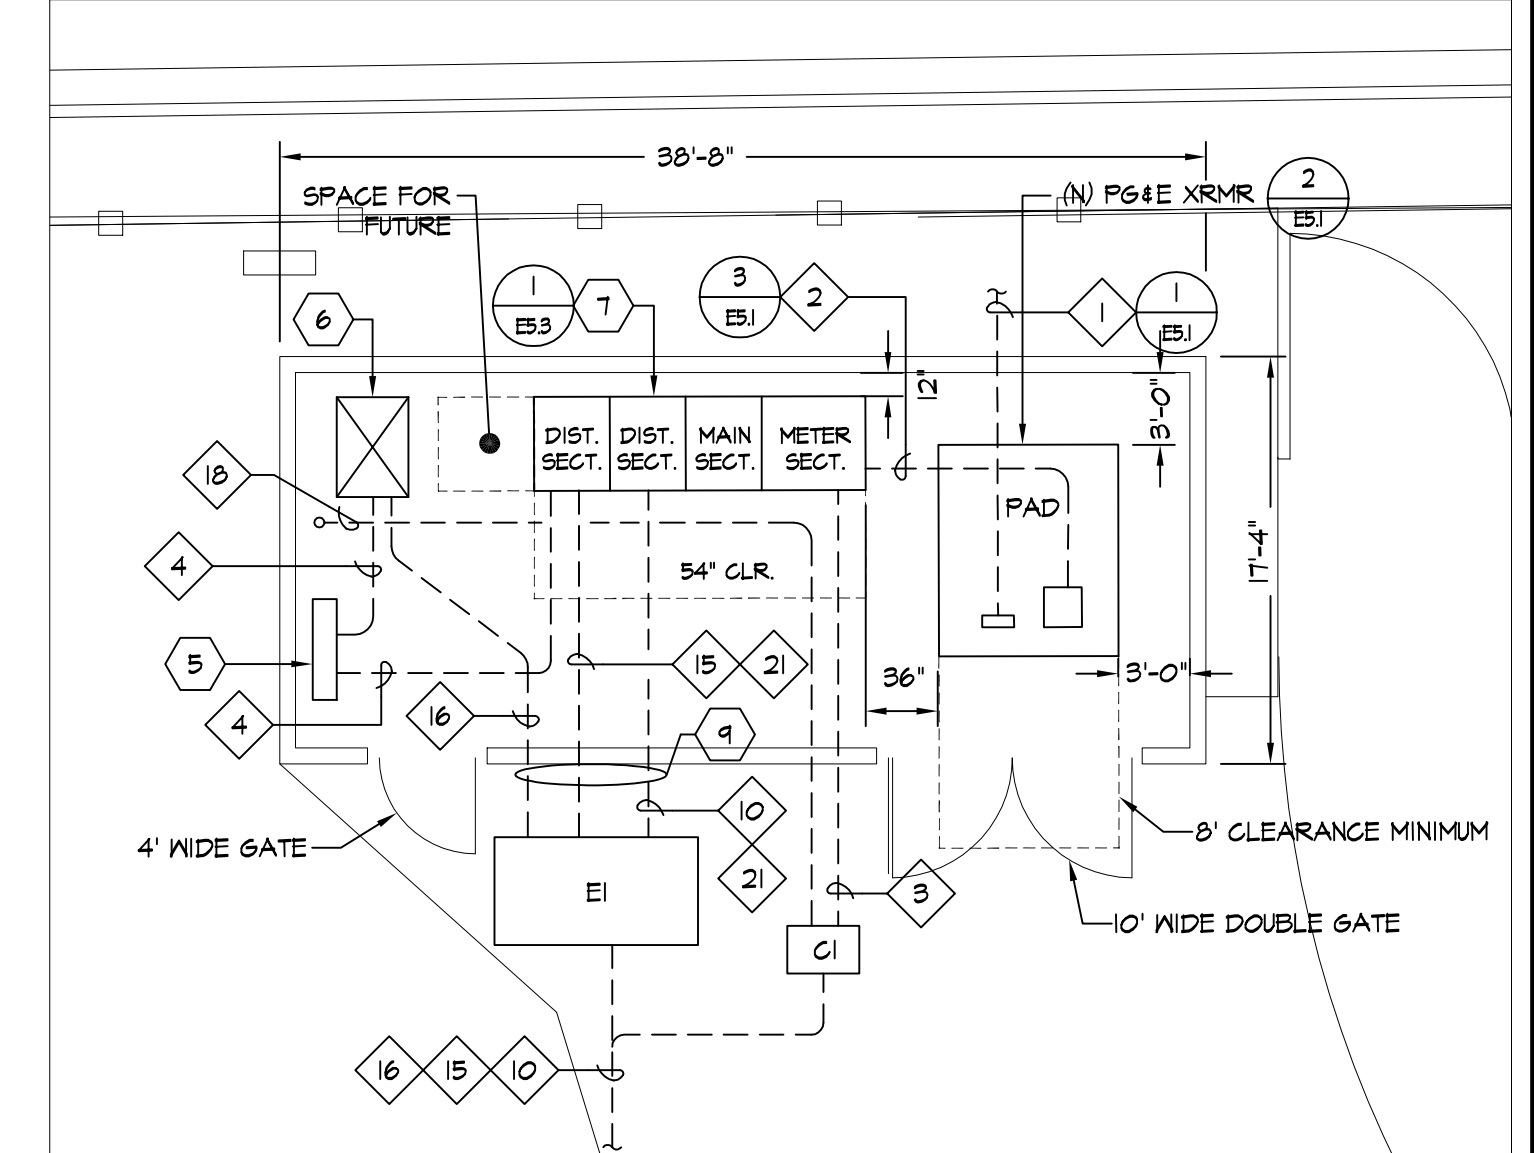 38'-8"
SPACE FOR
FUTURE
(N) PG&E XRMR
2
E5.1
6
1
E5.3
7
3
E5.1
2
1
1
E5.1
12"
3'-0"
DIST.
SECT.
DIST.
SECT.
MAIN
SECT.
METER
SECT.
18
PAD
17'-4"
4
54" CLR.
5
15
21
36"
3'-0"
4
16
9
10
8' CLEARANCE MINIMUM
4' WIDE GATE
21
E1
3
10' WIDE DOUBLE GATE
C1
16
15
10